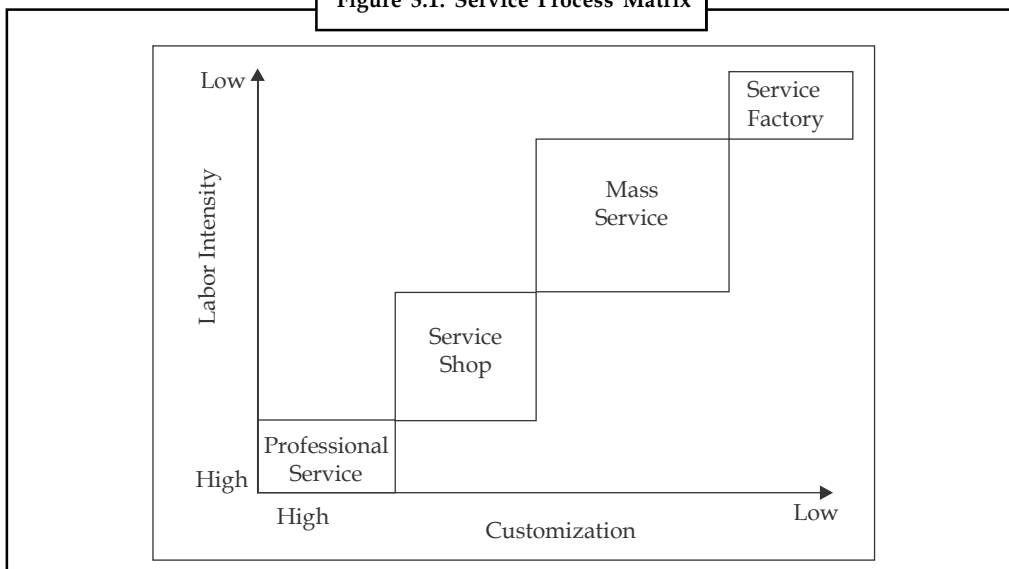 Figure 3.1: Service Process Matrix
Low
Service
Factory
Mass
Service
Labor Intensity
Service
Shop
Professional
Service
High
High
Customization
Low